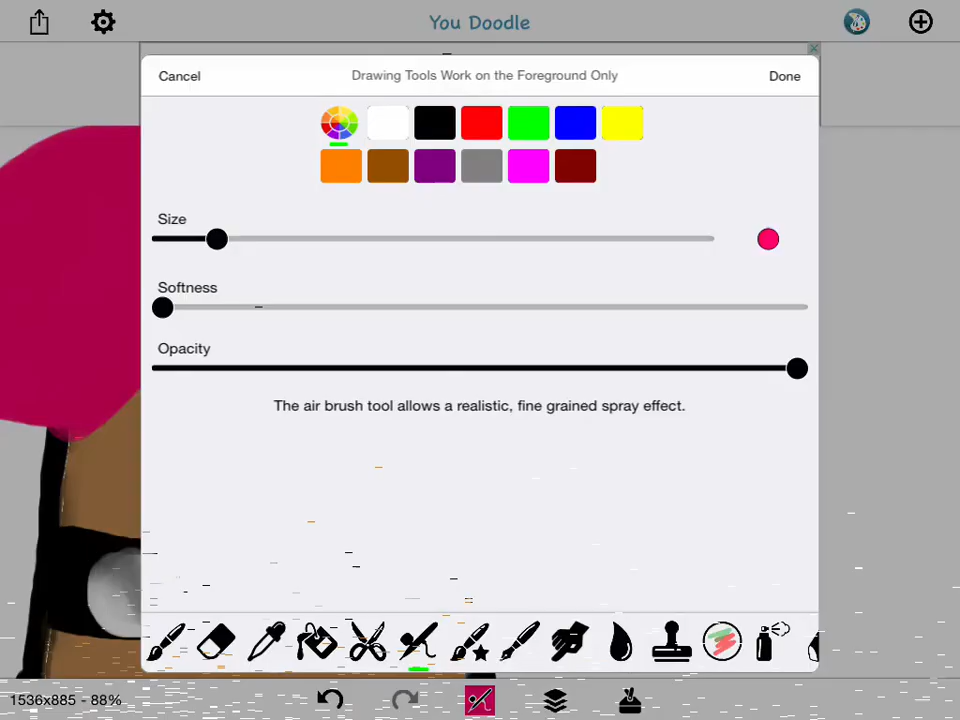 You Doodle
Cancel
Drawing Tools Work on the Foreground Only
Done
Size
Softness
Opacity
The air brush tool allows a realistic, fine grained spray effect.
1536x885 - 88%